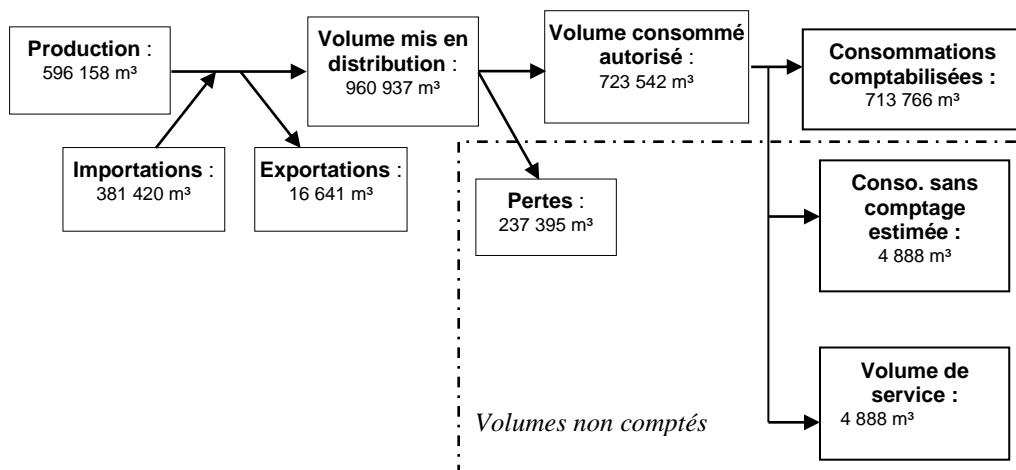 Production :
596 158 m³
Volume mis en
distribution :
960 937 m³
Volume consommé
autorisé :
723 542 m³
Consommations
comptabilisées :
713 766 m³
Importations :
381 420 m³
Exportations :
16 641 m³
Pertes :
237 395 m³
Conso. sans
comptage
estimée :
4 888 m³
Volume de
service :
4 888 m³
Volumes non comptés